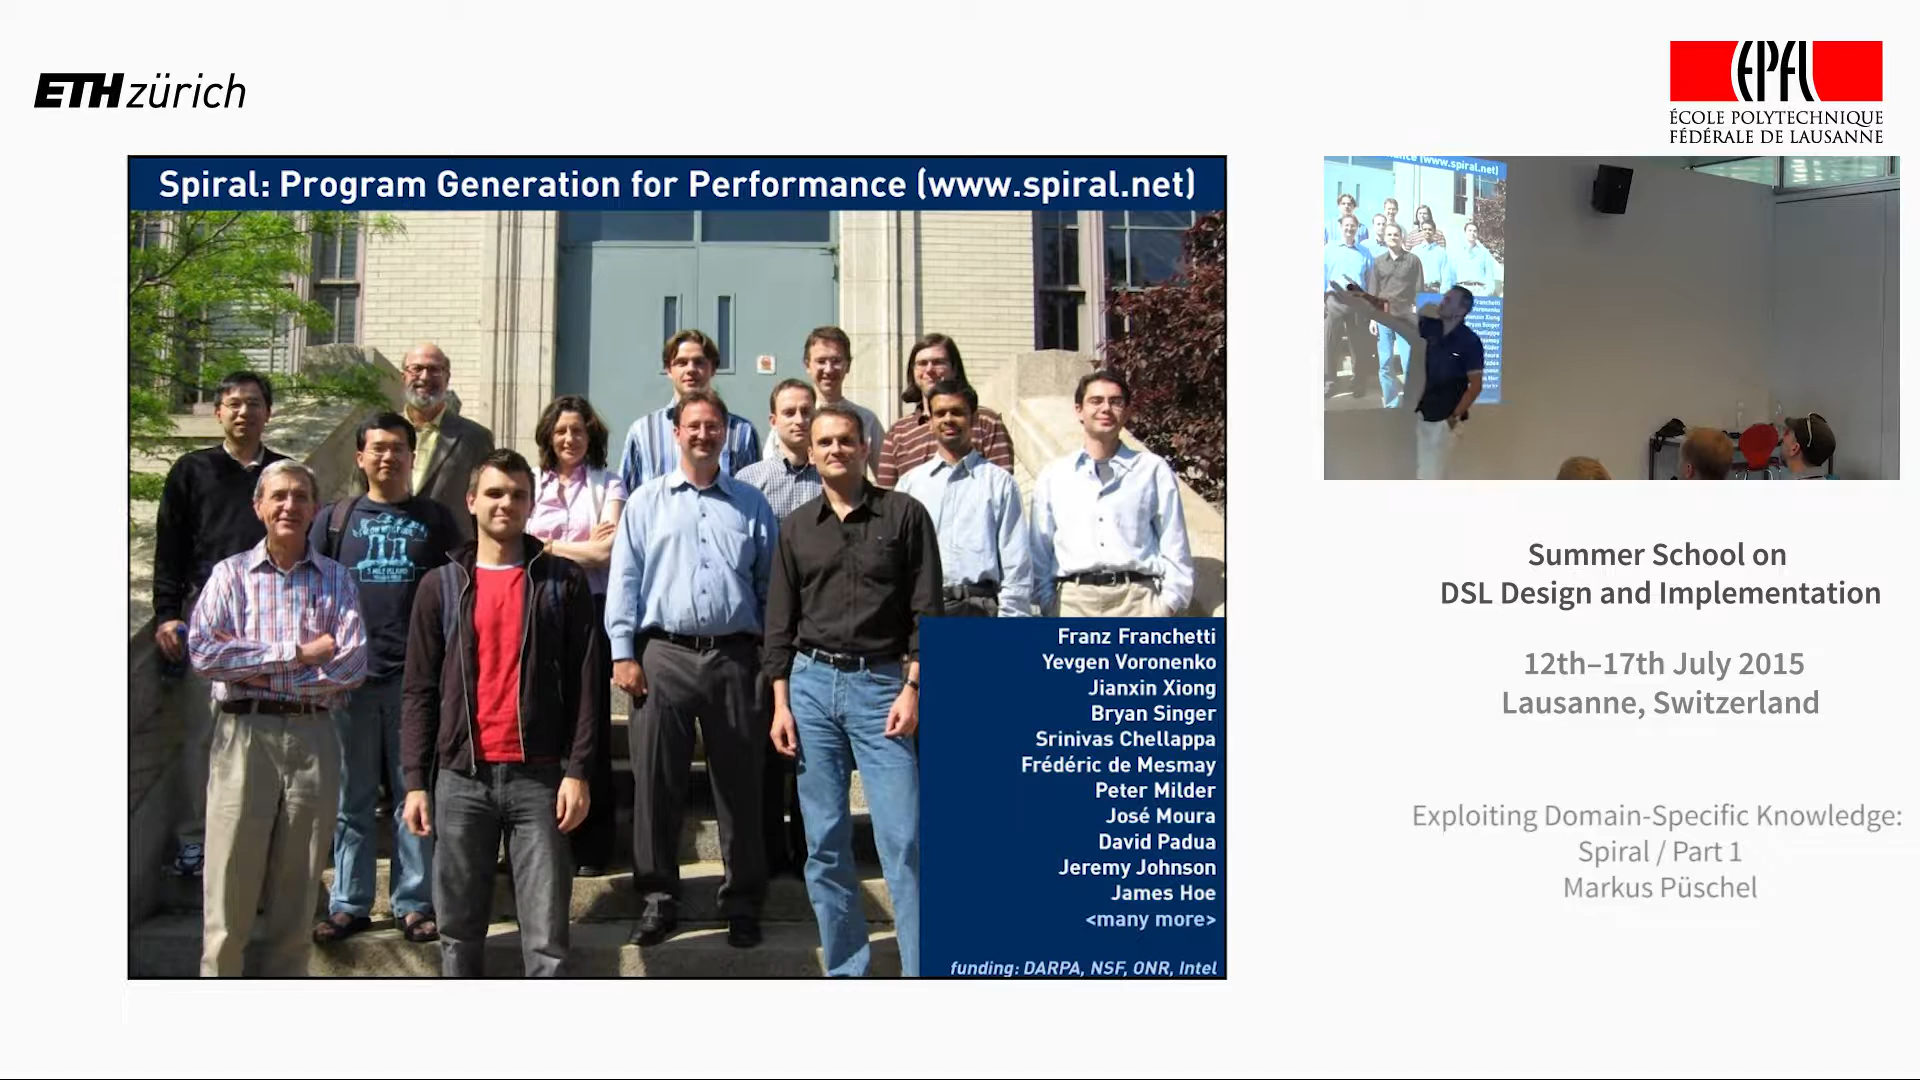 ETH zürich
EPFL
ÉCOLE POLYTECHNIQUE
FÉDÉRALE DE LAUSANNE
Spiral: Program Generation for Performance (www.spiral.net)
Franz Franchetti
Yevgen Voronenko
Jianxin Xiong
Bryan Singer
Srinivas Chellappa
Frédéric de Mesmay
Peter Milder
José Moura
David Padua
Jeremy Johnson
James Hoe
<many more>
funding: DARPA, NSF, ONR, Intel
(www.spiral.net)
Summer School on
DSL Design and Implementation
12th–17th July 2015
Lausanne, Switzerland
Exploiting Domain-Specific Knowledge:
Spiral / Part 1
Markus Püschel